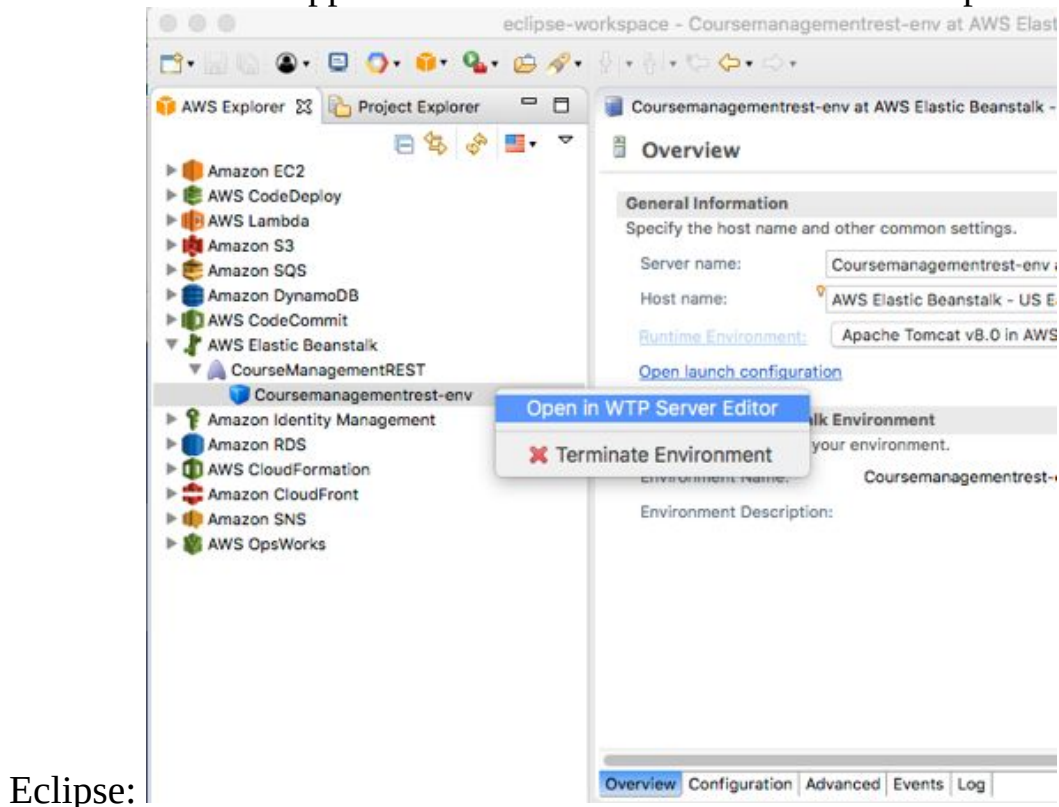 eclipse-workspace - Coursemanagementrest-env at AWS Elast
AWS Explorer
Project Explorer
Coursemanagementrest-env at AWS Elastic Beanstalk -
Overview
Amazon EC2
AWS CodeDeploy
AWS Lambda
Amazon S3
Amazon SQS
Amazon DynamoDB
AWS CodeCommit
AWS Elastic Beanstalk
CourseManagementREST
Coursemanagementrest-env
Amazon Identity Management
Amazon RDS
AWS CloudFormation
Amazon CloudFront
Amazon SNS
AWS OpsWorks
General Information
Specify the host name and other common settings.
Server name:
Coursemanagementrest-env
Host name:
AWS Elastic Beanstalk - US E
Runtime Environment:
Apache Tomcat v8.0 in AWS
Open launch configuration
Open in WTP Server Editor
Terminate Environment
lk Environment
your environment.
Environment Name:
Coursemanagementrest-
Environment Description:
Overview
Configuration
Advanced
Events
Log
Eclipse: